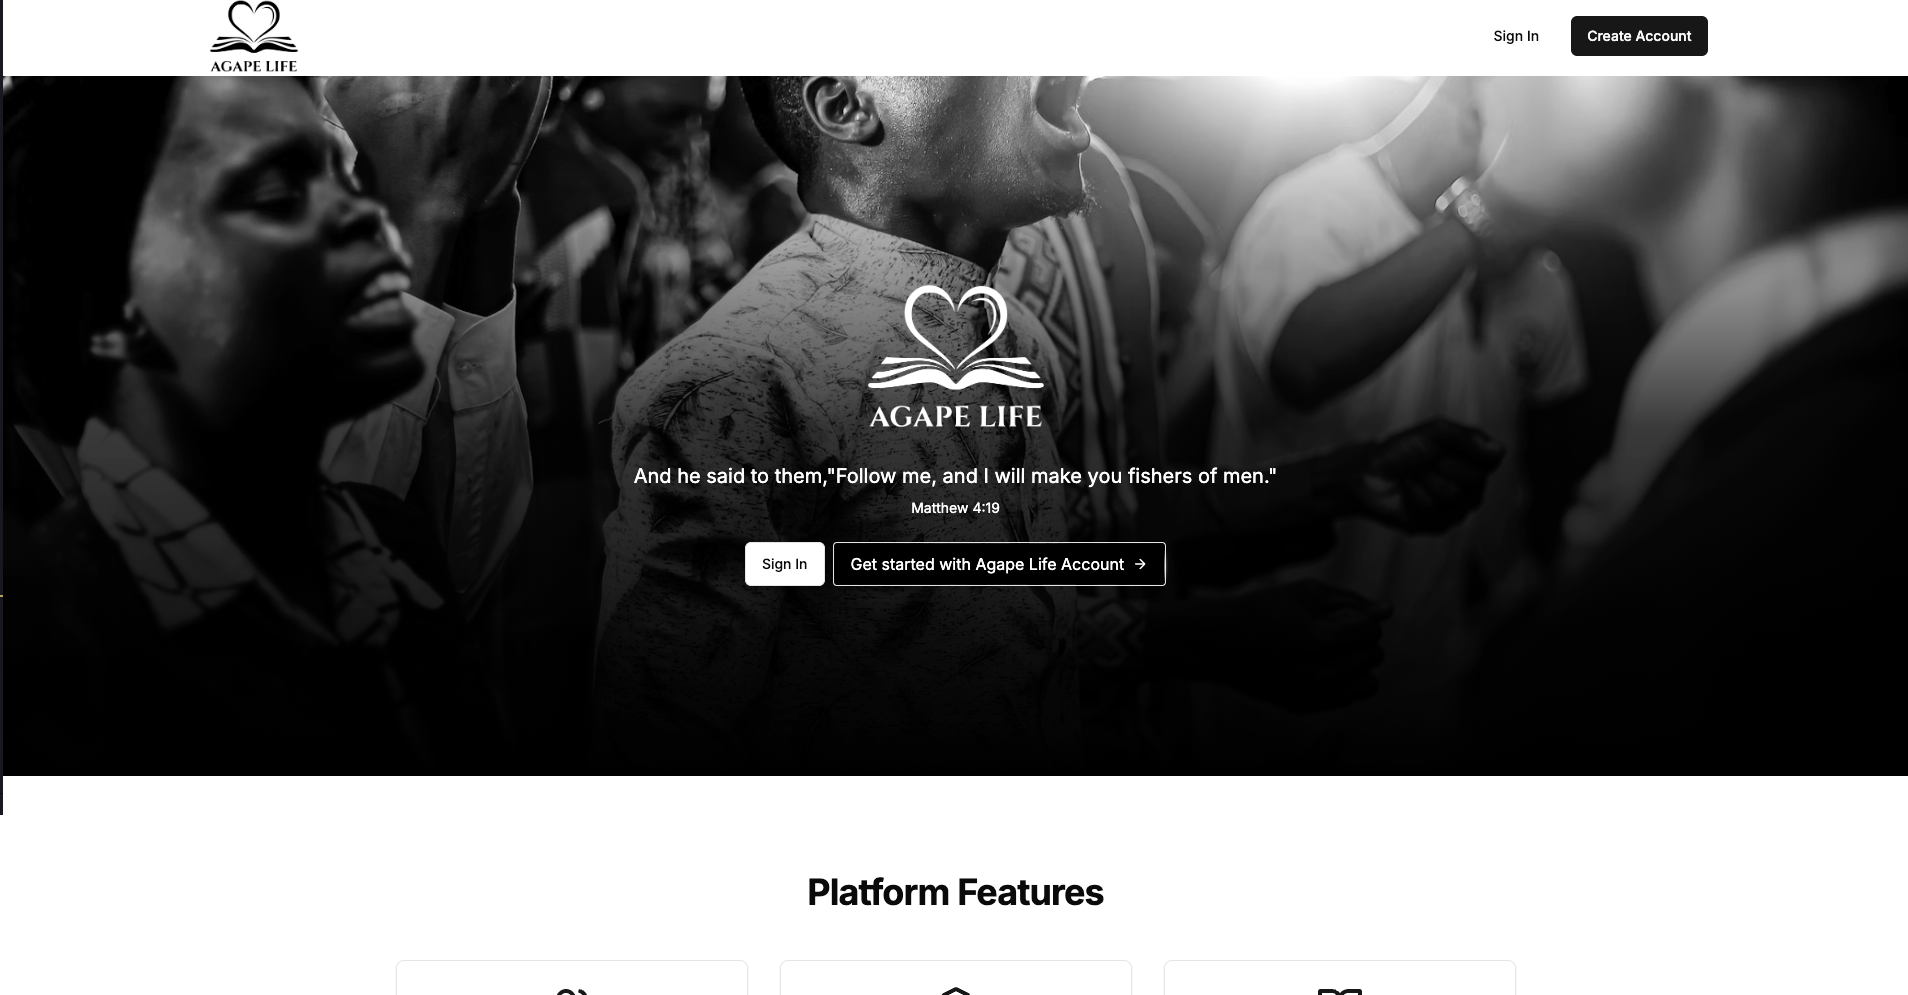 AGAPE LIFE
Sign In
Create Account
AGAPE LIFE
And he said to them,"Follow me, and I will make you fishers of men."
Matthew 4:19
Sign In
Get started with Agape Life Account →
Platform Features